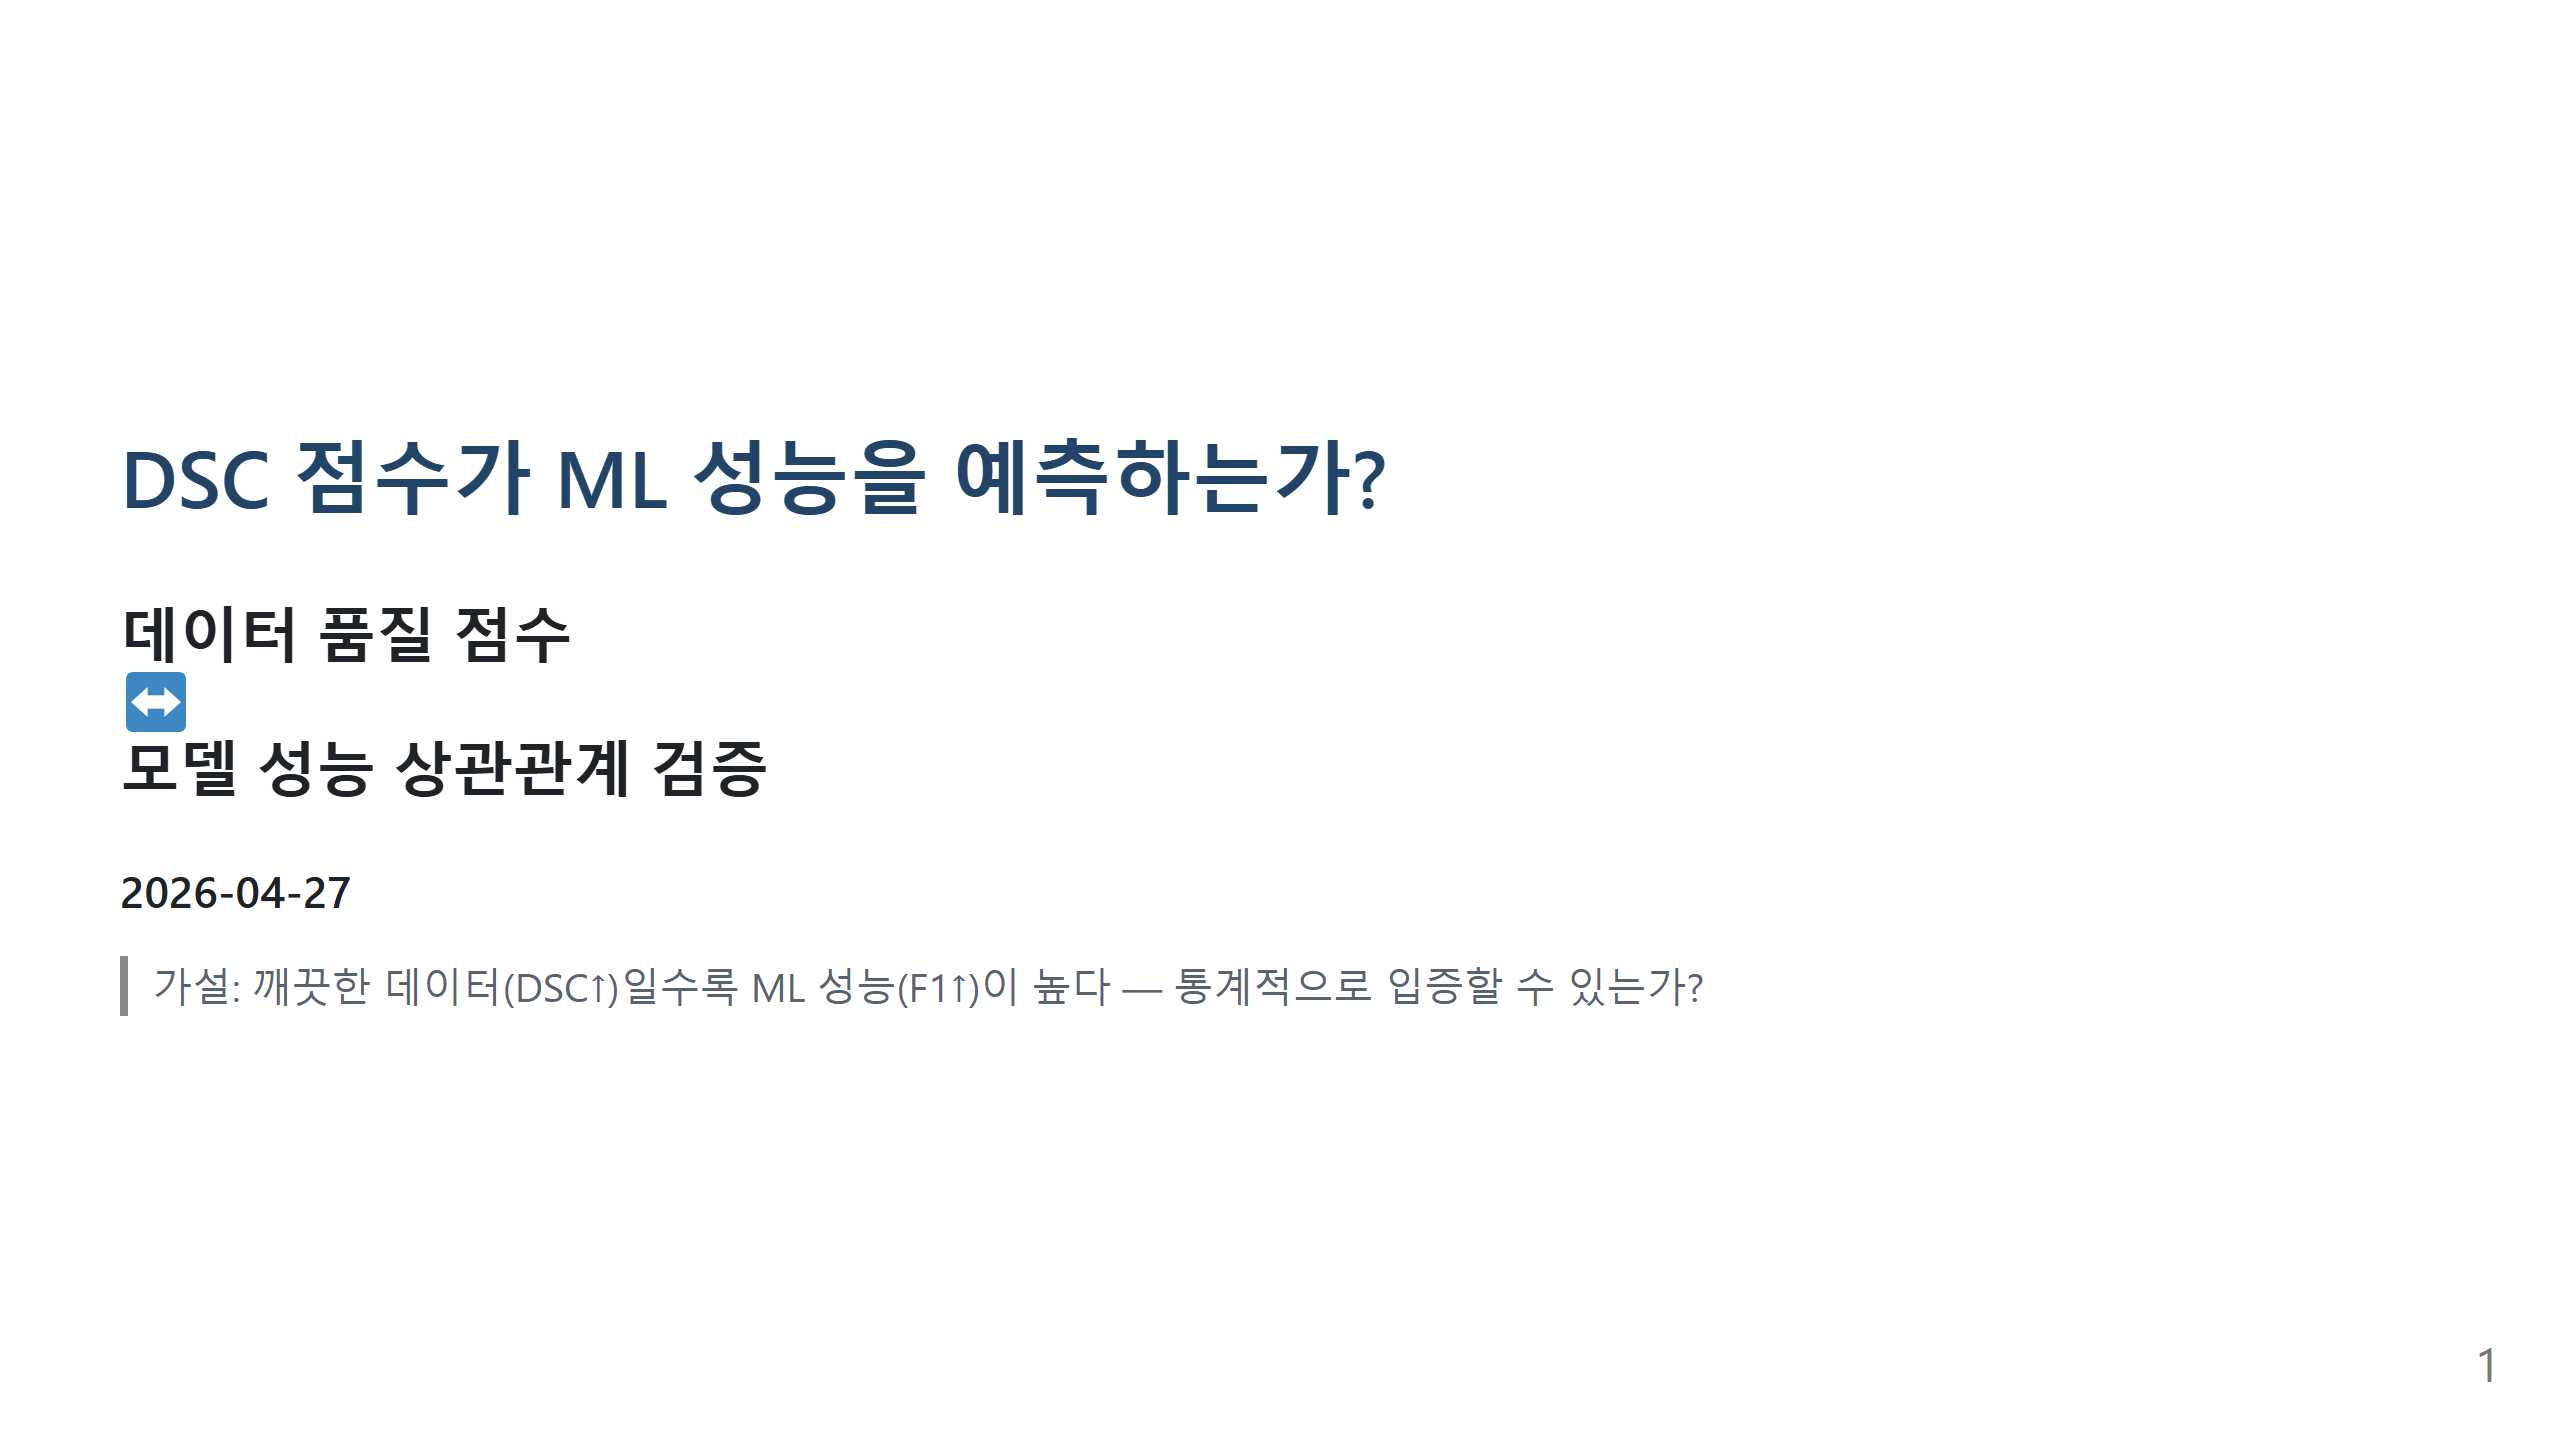 DSC 점수가 ML 성능을 예측하는가?
데이터 품질 점수
↔️
모델 성능 상관관계 검증
2026-04-27
가설: 깨끗한 데이터(DSC↑)일수록 ML 성능(F1↑)이 높다 — 통계적으로 입증할 수 있는가?
1